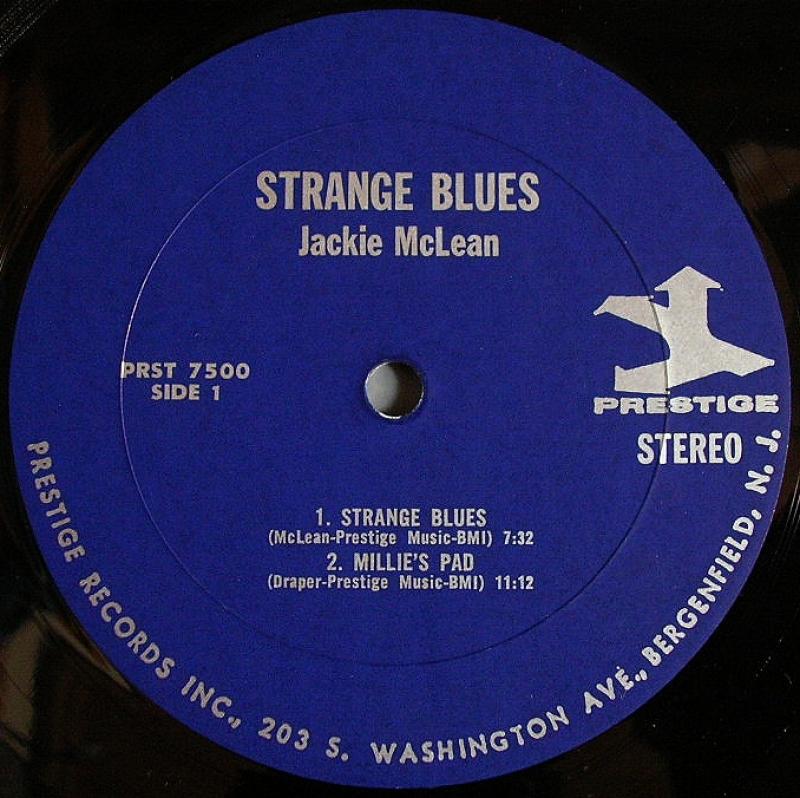 STRANGE BLUES
Jackie McLean
PRST 7500
SIDE 1
PRESTIGE
STEREO
1. STRANGE BLUES
(McLean-Prestige Music-BMI) 7:32
2. MILLIE'S PAD
(Draper-Prestige Music-BMI) 11:12
PRESTIGE RECORDS INC., 203 S. WASHINGTON AVE., BERGENFIELD, N. J.